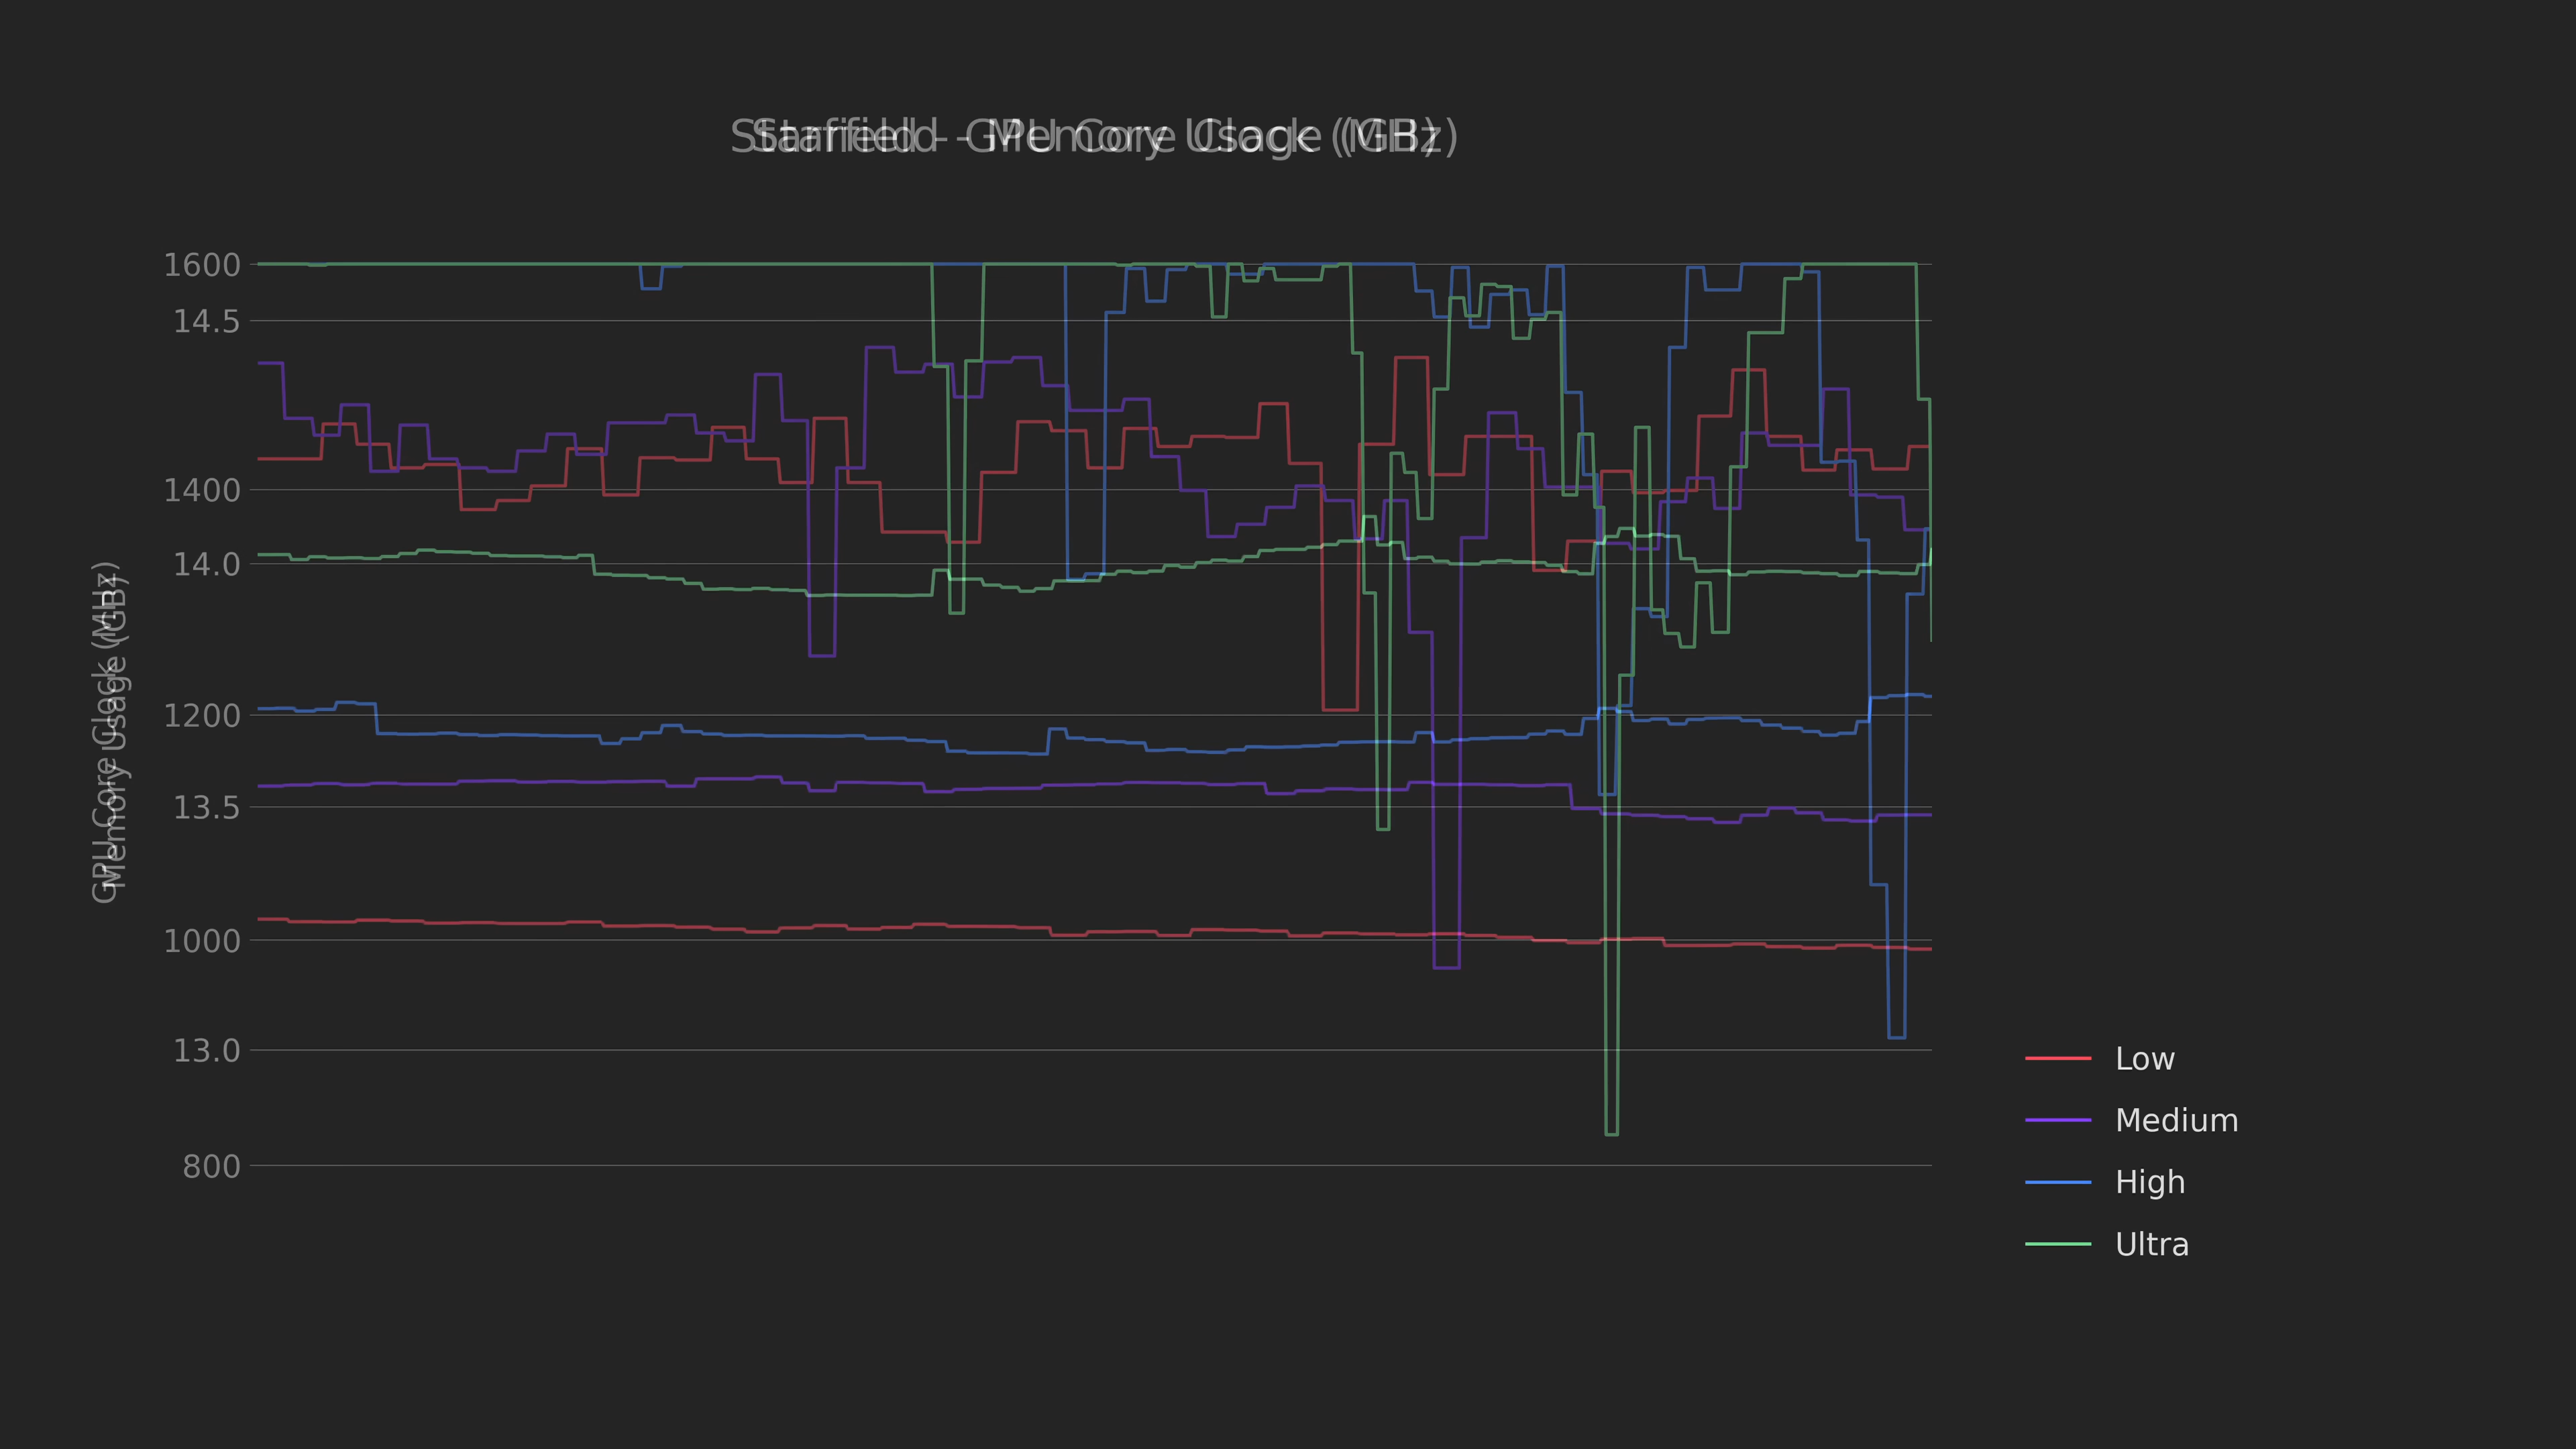 Starfield - GPU Core Clock (MHz)
Starfield - Memory Usage (GB)
1600
14.5
1400
14.0
1200
13.5
1000
13.0
800
GPU Core Clock (MHz)
Memory Usage (GB)
Low
Medium
High
Ultra